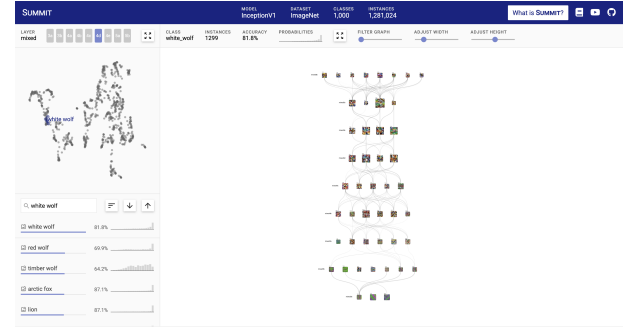 SUMMIT
MODEL
InceptionV1
DATASET
ImageNet
CLASSES
1,000
INSTANCES
1,281,024
What is SUMMIT?
LAYER
mixed
CLASS
white_wolf
INSTANCES
1299
ACCURACY
81.8%
PROBABILITIES
FILTER GRAPH
ADJUST WIDTH
ADJUST HEIGHT
white wolf
white wolf
white wolf 81.8%
red wolf 69.9%
timber wolf 64.2%
arctic fox 87.1%
lion 87.1%